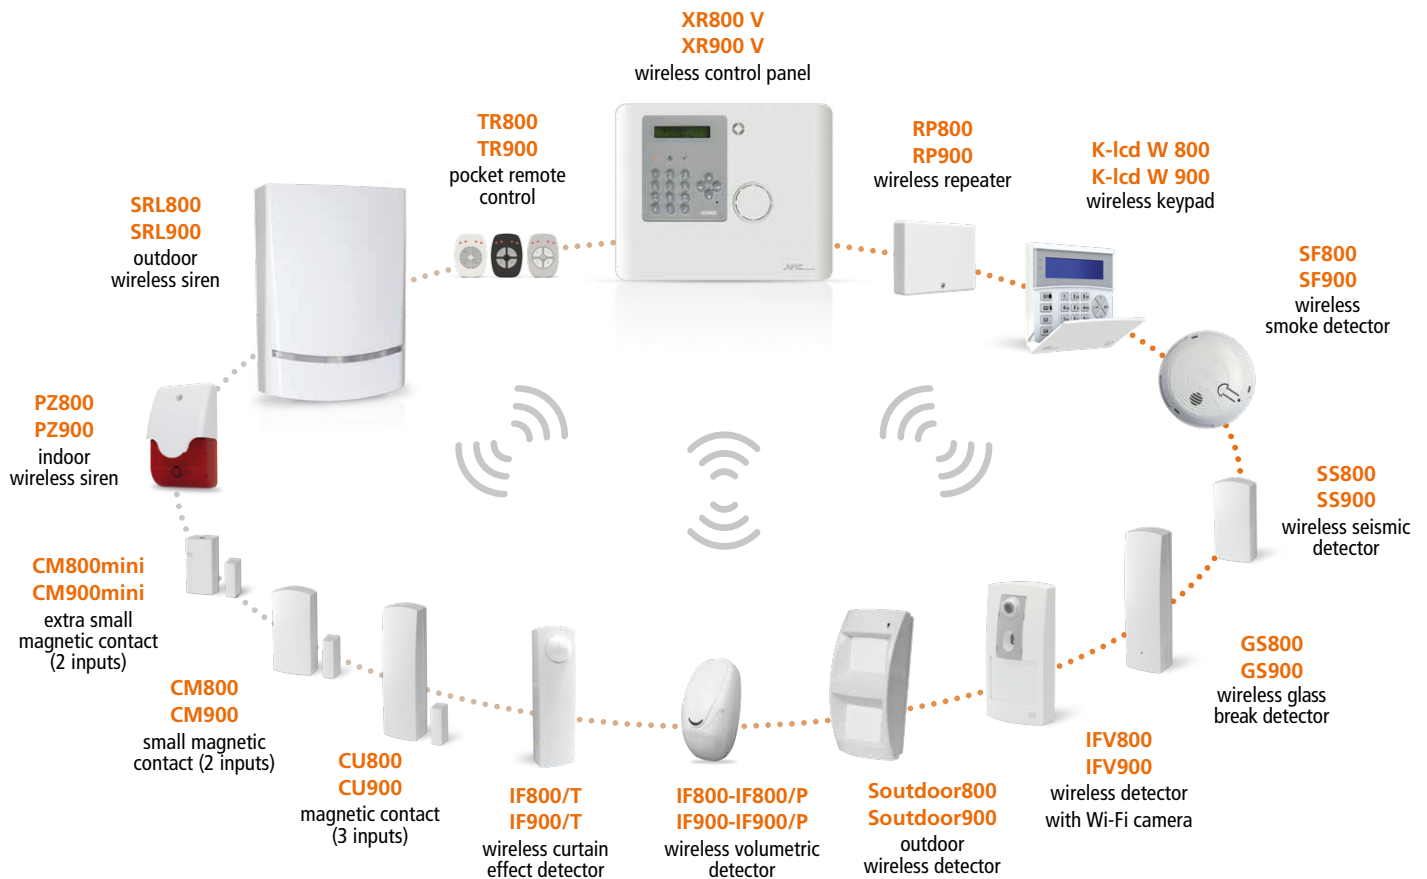 XR800 V
XR900 V
wireless control panel
TR800
TR900
pocket remote
control
RP800
RP900
wireless repeater
K-lcd W 800
K-lcd W 900
wireless keypad
SRL800
SRL900
outdoor
wireless siren
SF800
SF900
wireless
smoke detector
AMC
PZ800
PZ900
indoor
wireless siren
SS800
SS900
wireless seismic
detector
CM800mini
CM900mini
extra small
magnetic contact
(2 inputs)
GS800
GS900
wireless glass
break detector
CM800
CM900
small magnetic
contact (2 inputs)
CU800
CU900
magnetic contact
(3 inputs)
IF800/T
IF900/T
wireless curtain
effect detector
IF800-IF800/P
IF900-IF900/P
wireless volumetric
detector
Soutdoor800
Soutdoor900
outdoor
wireless detector
IFV800
IFV900
wireless detector
with Wi-Fi camera